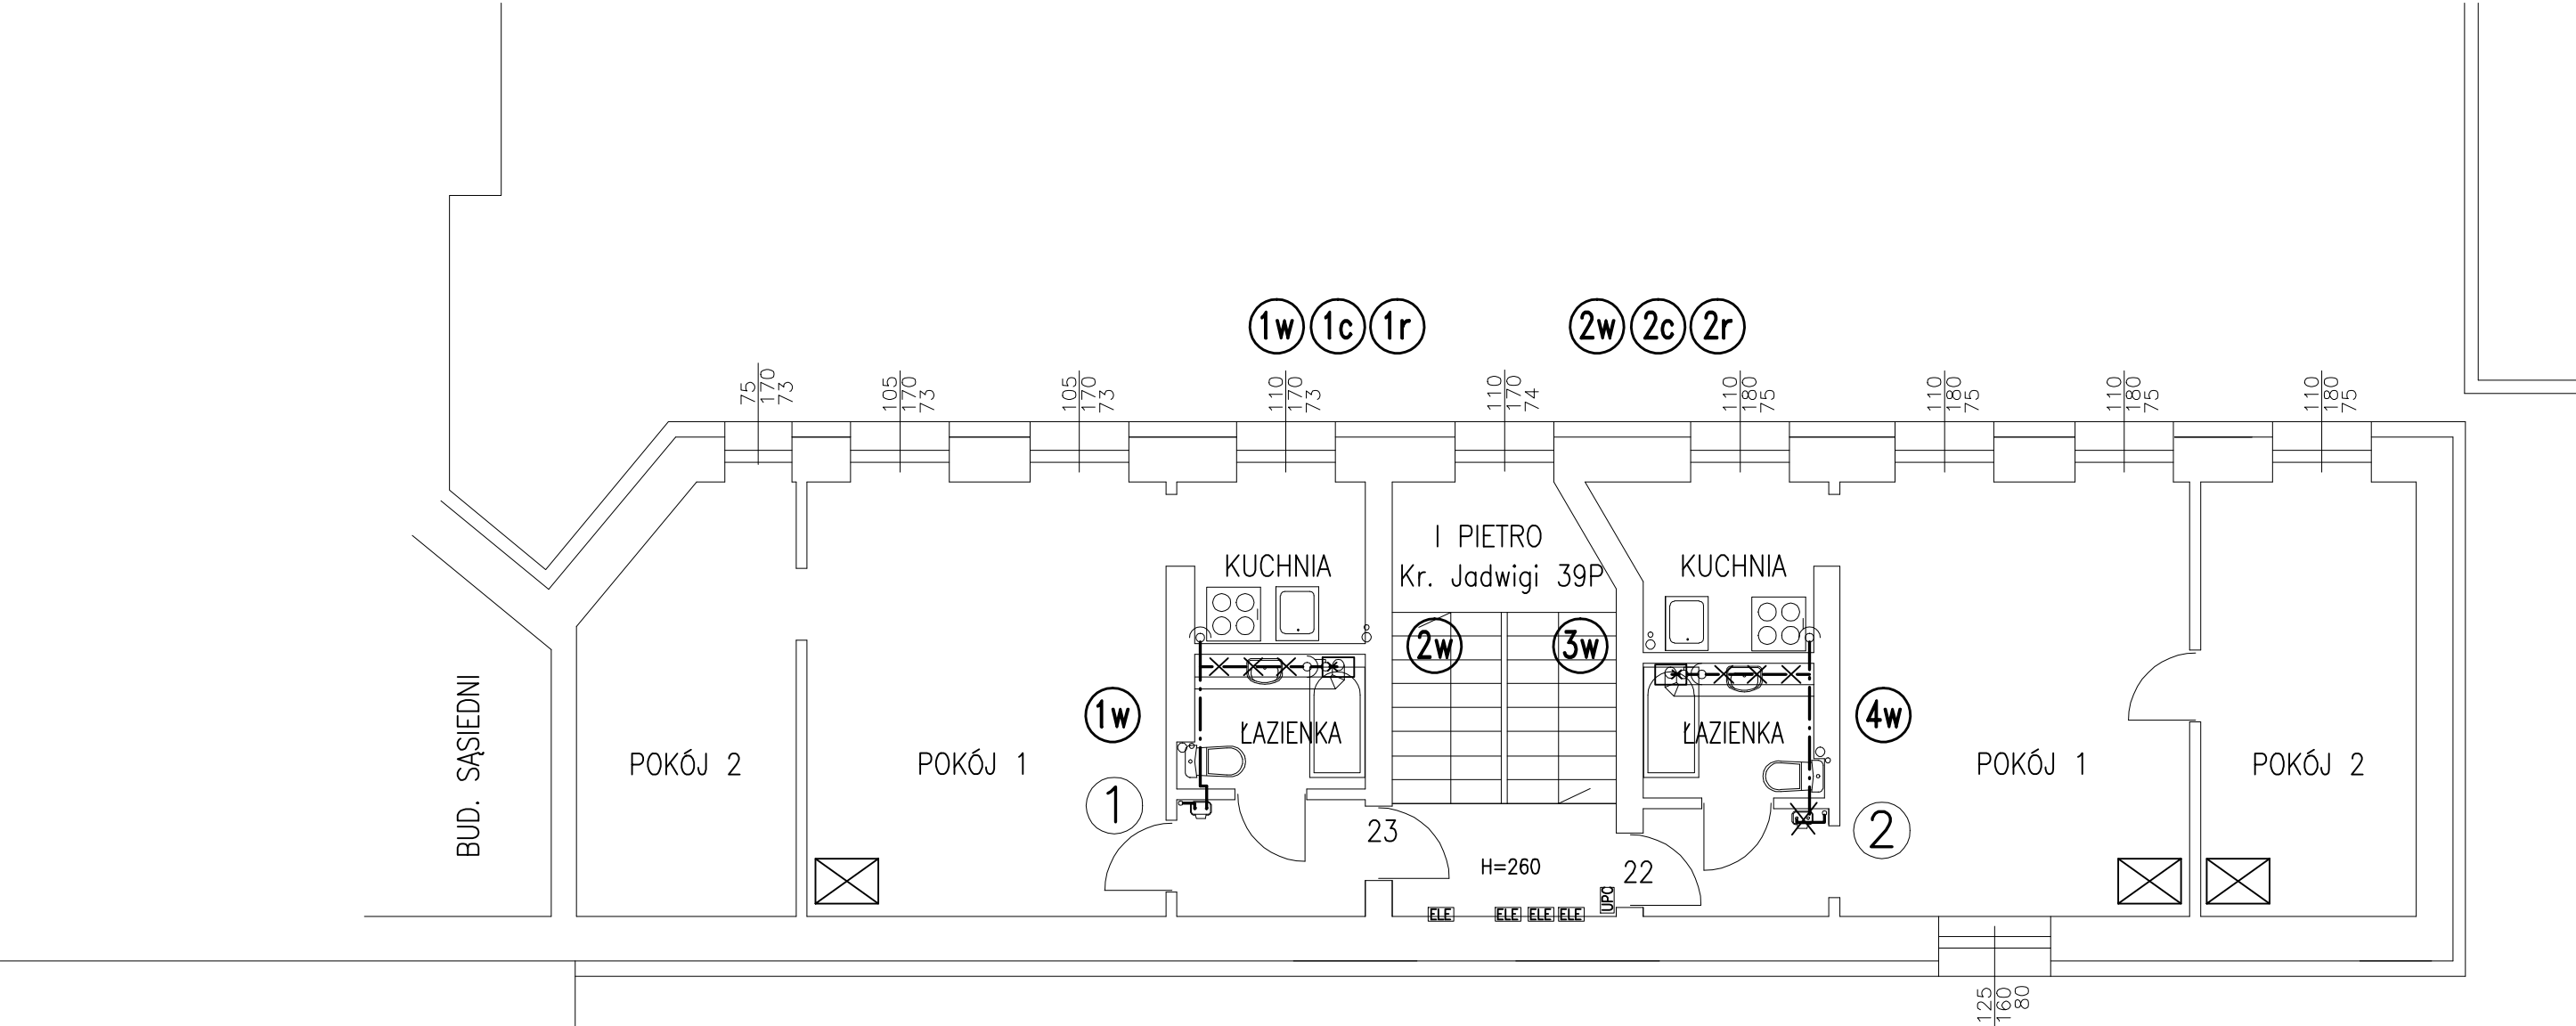 1w 1c 1r 2w 2c 2r
75 170 73
105 170 73
105 170 73
110 170 73
110 170 74
110 180 75
110 180 75
110 180 75
110 180 75
I PIETRO
Kr. Jadwigi 39P
KUCHNIA
KUCHNIA
2w 3w
1w
4w
ŁAZIENKA
ŁAZIENKA
BUD. SĄSIEDNI
POKÓJ 2
POKÓJ 1
POKÓJ 1
POKÓJ 2
1
2
23
22
H=260
UPC
ELE ELE ELE ELE
125 160 80